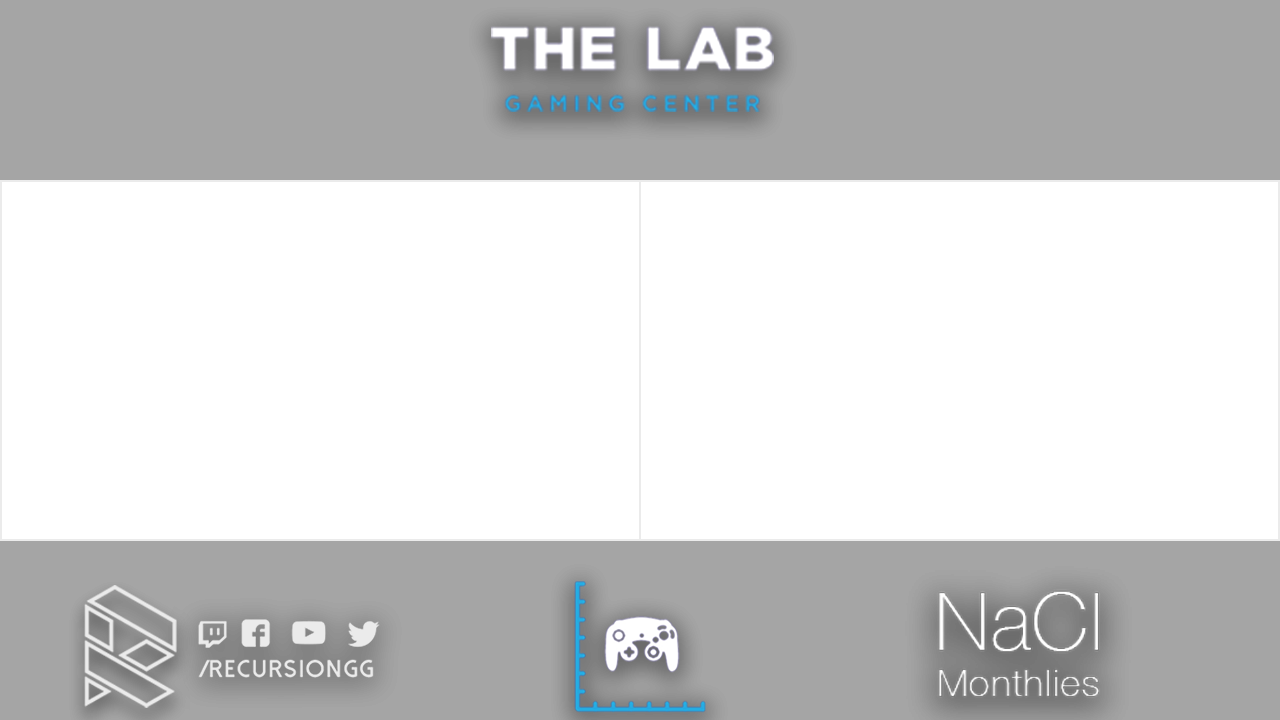 THE LAB
GAMING CENTER
/RECURSIONGG
NaCl
Monthlies